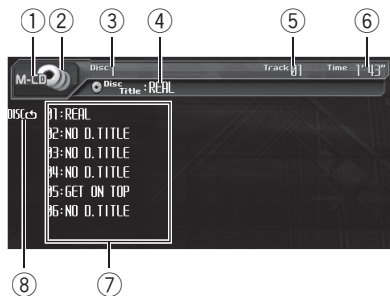 ① ② ③ ④ ⑤ ⑥
M-CD Disc Track 01 Time 1'43"
Disc Title :REAL
DISC
01:REAL
02:NO D.TITLE
03:NO D.TITLE
04:NO D.TITLE
05:GET ON TOP
06:NO D.TITLE
⑧ ⑦